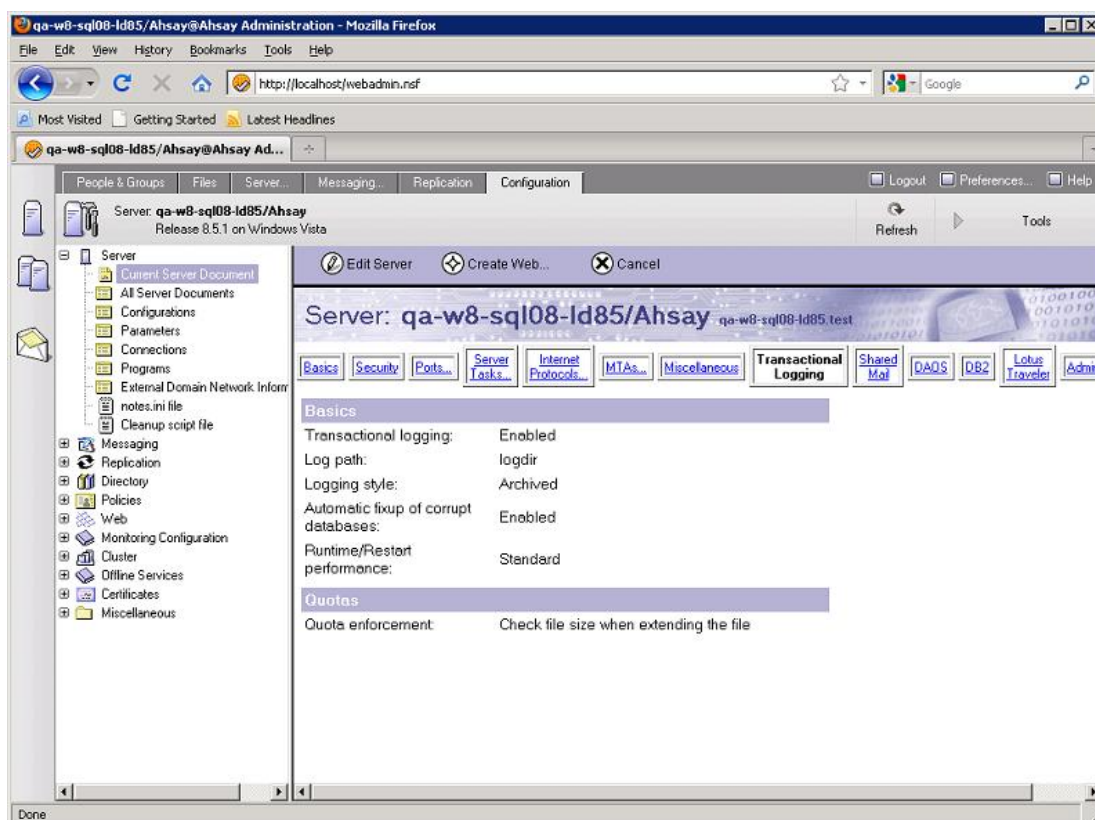 qa-w8-sql08-ld85/Ahsay@Ahsay Administration - Mozilla Firefox
File Edit View History Bookmarks Tools Help
http://localhost/webadmin.nsf
Google
Most Visited Getting Started Latest Headlines
qa-w8-sql08-ld85/Ahsay@Ahsay Ad...
People & Groups Files Server... Messaging... Replication Configuration Logout Preferences... Help
Server: qa-w8-sql08-ld85/Ahsay
Release 8.5.1 on Windows Vista
Refresh Tools
Server
Current Server Document
All Server Documents
Configurations
Parameters
Connections
Programs
External Domain Network Inform
notes.ini file
Cleanup script file
Messaging
Replication
Directory
Policies
Web
Monitoring Configuration
Cluster
Offline Services
Certificates
Miscellaneous
Edit Server Create Web... Cancel
Server: qa-w8-sql08-ld85/Ahsay qa-w8-sql08-ld85.test
Basics Security Ports... Server Tasks... Internet Protocols... MTAs... Miscellaneous Transactional Logging Shared Mail DAOS DB2 Lotus Traveler Admin
Basics
Transactional logging: Enabled
Log path: logdir
Logging style: Archived
Automatic fixup of corrupt databases: Enabled
Runtime/Restart performance: Standard
Quotas
Quota enforcement: Check file size when extending the file
Done